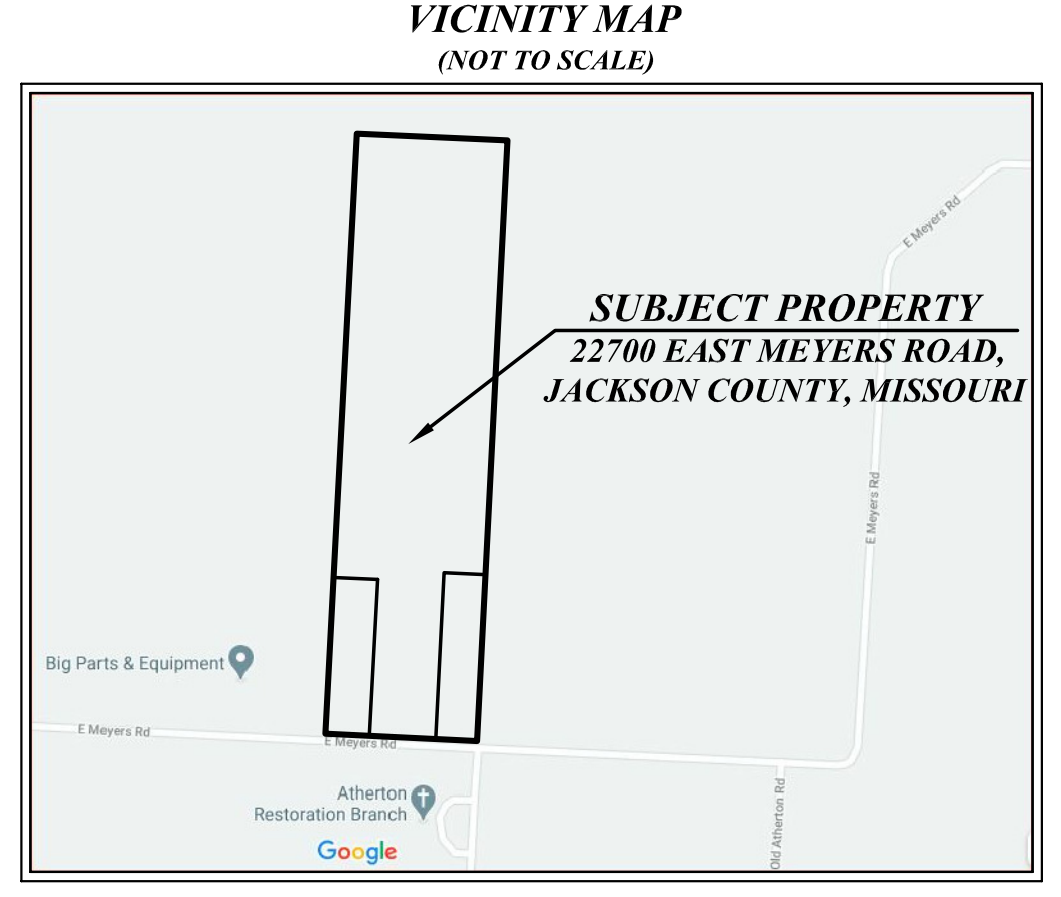 VICINITY MAP
(NOT TO SCALE)
E Meyers Rd
SUBJECT PROPERTY
22700 EAST MEYERS ROAD,
JACKSON COUNTY, MISSOURI
E Meyers Rd
Big Parts & Equipment
E Meyers Rd
E Meyers Rd
Atherton
Restoration Branch
Old Atherton Rd
Google